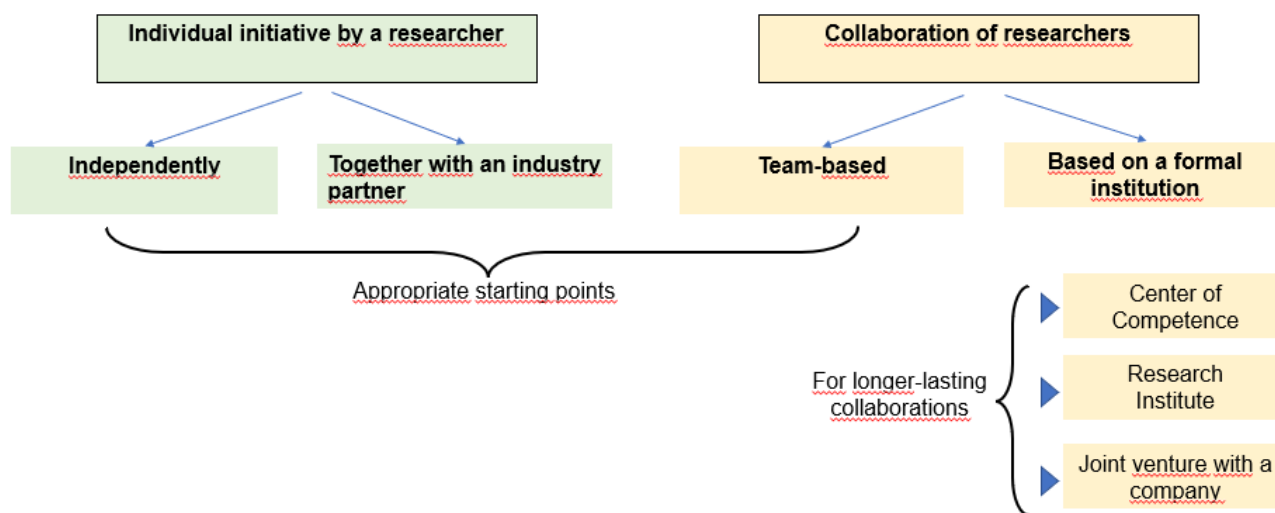 Individual initiative by a researcher
Collaboration of researchers
Independently
Together with an industry
partner
Team-based
Based on a formal
institution
Appropriate starting points
For longer-lasting
collaborations
Center of
Competence
Research
Institute
Joint venture with a
company